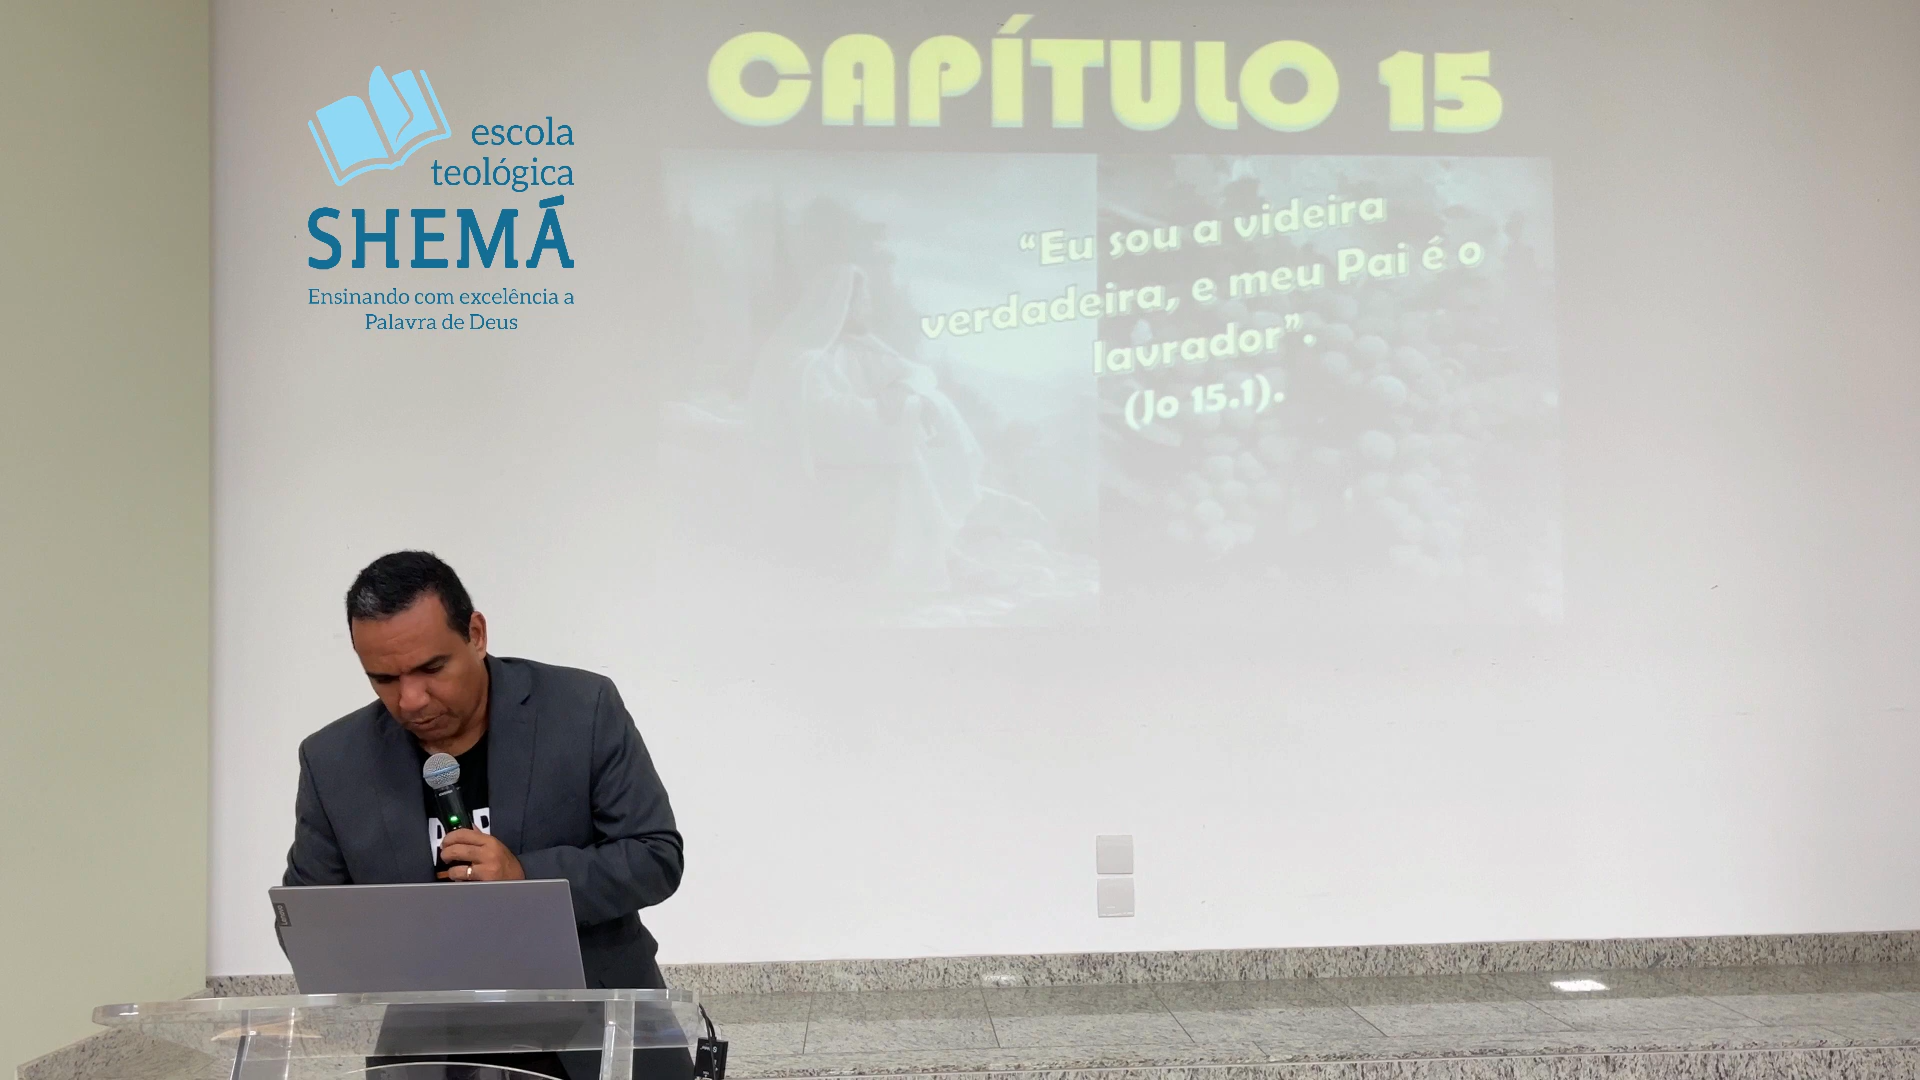 CAPÍTULO 15
escola
teológica
SHEMÁ
Ensinando com excelência a
Palavra de Deus
“Eu sou a videira
verdadeira, e meu Pai é o
lavrador”.
(Jo 15.1).
Lenovo